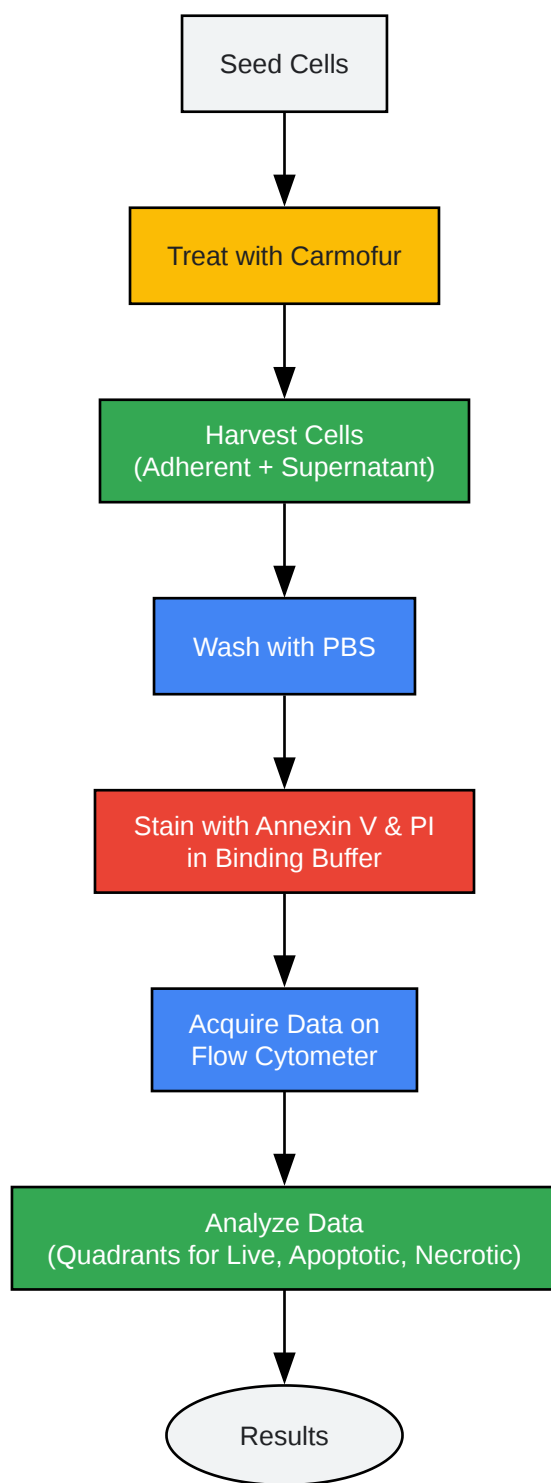 Seed Cells
Treat with Carmofur
Harvest Cells
(Adherent + Supernatant)
Wash with PBS
Stain with Annexin V & PI
in Binding Buffer
Acquire Data on
Flow Cytometer
Analyze Data
(Quadrants for Live, Apoptotic, Necrotic)
Results